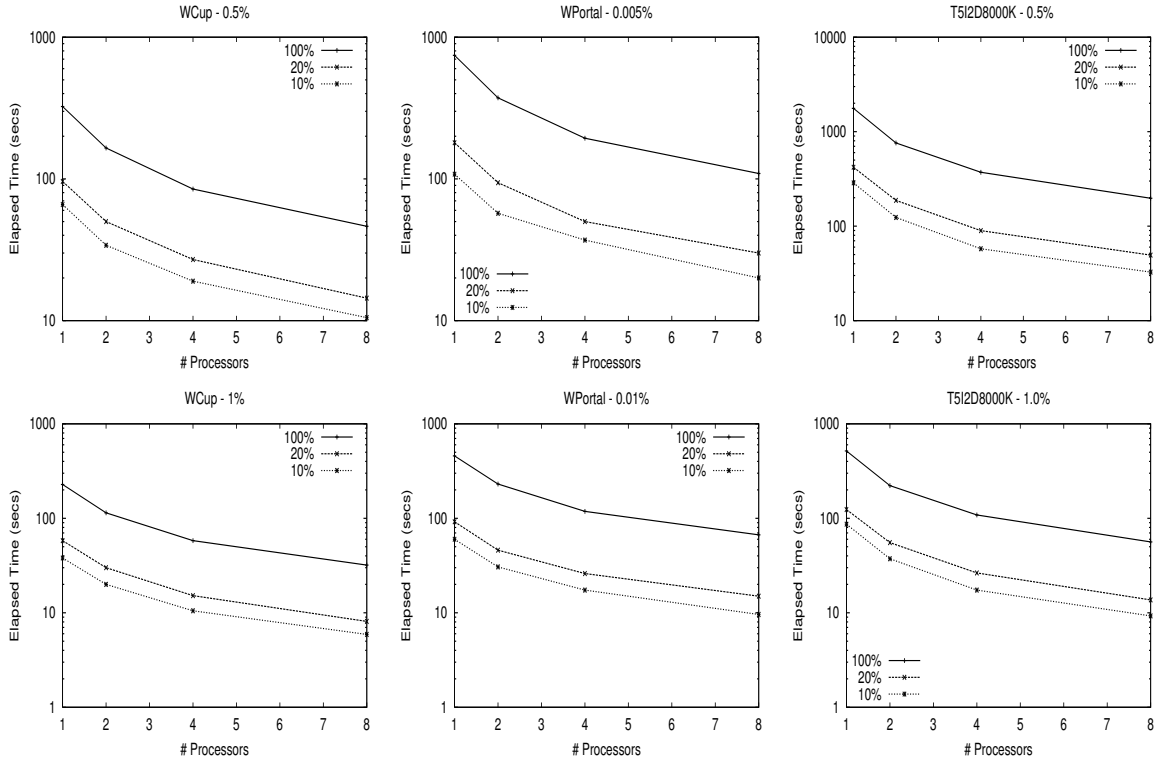 WCup - 0.5%
1000
100
10
Elapsed Time (secs)
100%
20%
10%
1 2 3 4 5 6 7 8
# Processors
WPortal - 0.005%
1000
100
10
Elapsed Time (secs)
100%
20%
10%
1 2 3 4 5 6 7 8
# Processors
T5I2D8000K - 0.5%
10000
1000
100
10
Elapsed Time (secs)
100%
20%
10%
1 2 3 4 5 6 7 8
# Processors
WCup - 1%
1000
100
10
1
Elapsed Time (secs)
100%
20%
10%
1 2 3 4 5 6 7 8
# Processors
WPortal - 0.01%
1000
100
10
1
Elapsed Time (secs)
100%
20%
10%
1 2 3 4 5 6 7 8
# Processors
T5I2D8000K - 1.0%
1000
100
10
1
Elapsed Time (secs)
100%
20%
10%
1 2 3 4 5 6 7 8
# Processors